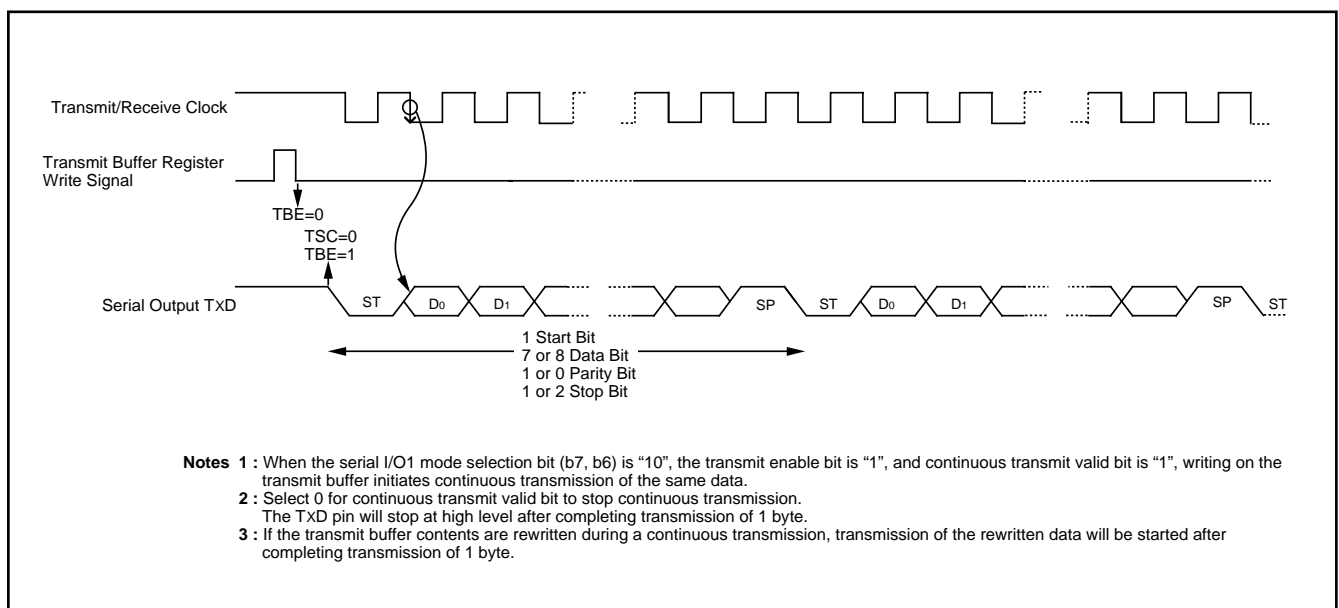 Transmit/Receive Clock
Transmit Buffer Register
Write Signal
TBE=0
TSC=0
TBE=1
Serial Output TXD
ST D0 D1 SP ST D0 D1 SP ST
1 Start Bit
7 or 8 Data Bit
1 or 0 Parity Bit
1 or 2 Stop Bit
Notes 1 : When the serial I/O1 mode selection bit (b7, b6) is “10”, the transmit enable bit is “1”, and continuous transmit valid bit is “1”, writing on the
transmit buffer initiates continuous transmission of the same data.
2 : Select 0 for continuous transmit valid bit to stop continuous transmission.
The TXD pin will stop at high level after completing transmission of 1 byte.
3 : If the transmit buffer contents are rewritten during a continuous transmission, transmission of the rewritten data will be started after
completing transmission of 1 byte.